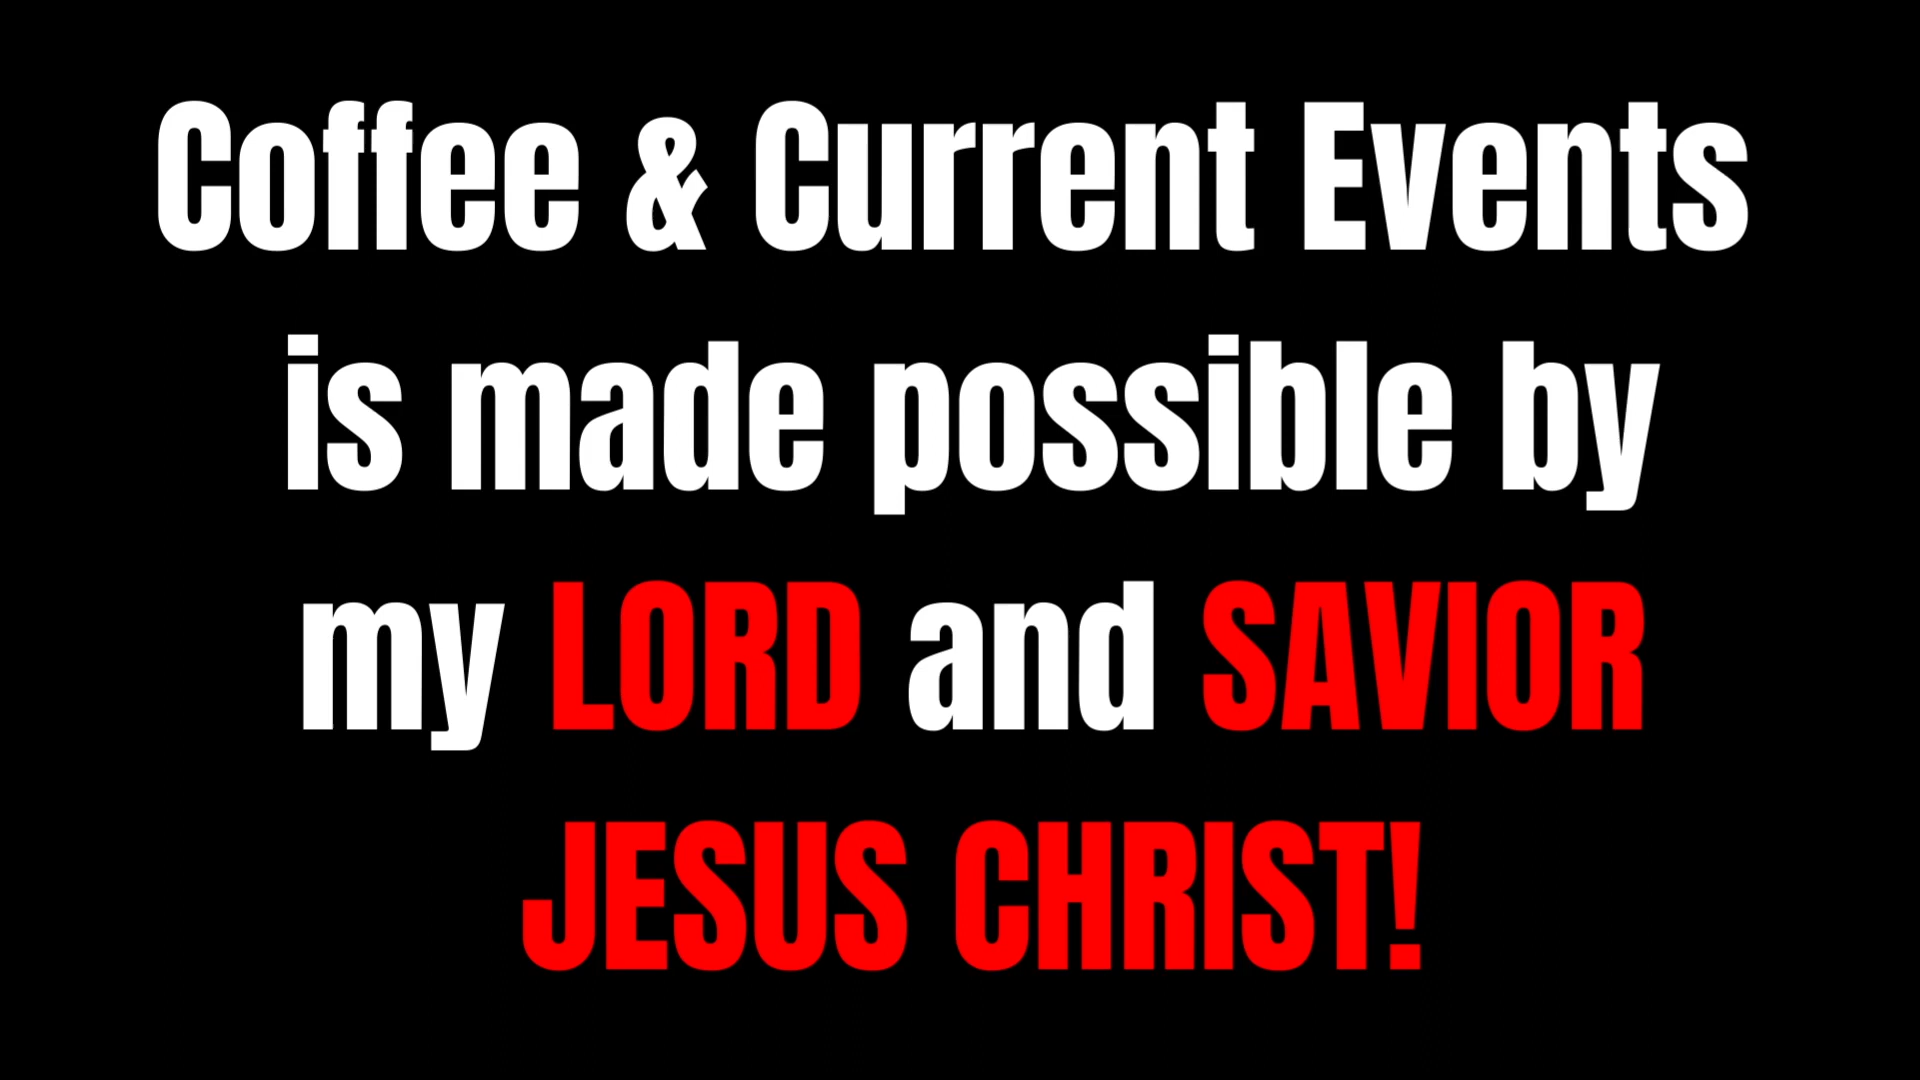 Coffee & Current Events
is made possible by
my LORD and SAVIOR
JESUS CHRIST!